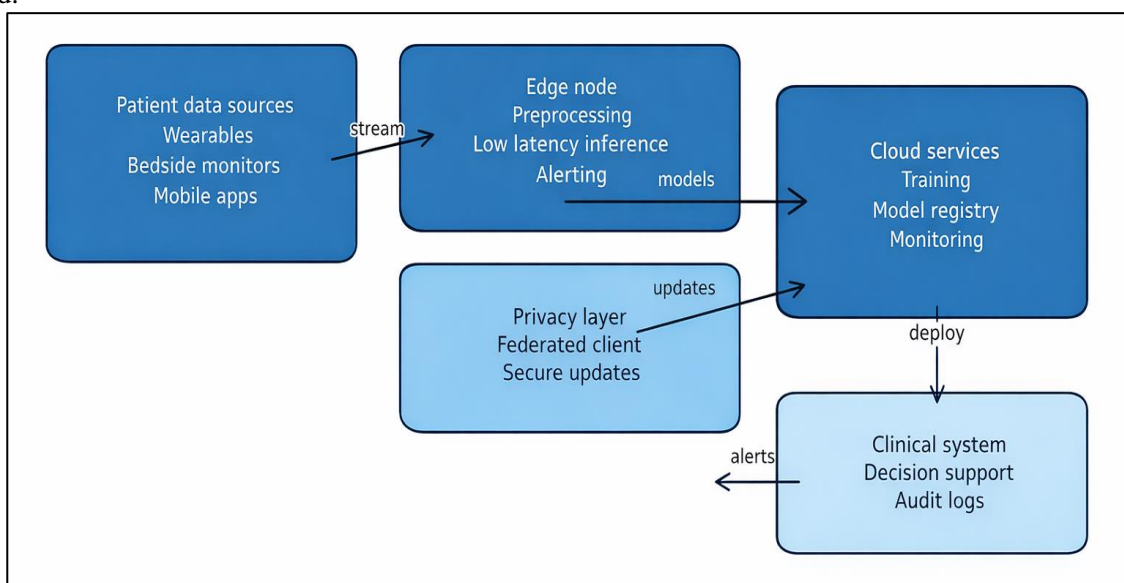 Patient data sources
Wearables
Bedside monitors
Mobile apps
stream
Edge node
Preprocessing
Low latency inference
Alerting
models
Cloud services
Training
Model registry
Monitoring
Privacy layer
Federated client
Secure updates
updates
deploy
Clinical system
Decision support
Audit logs
alerts